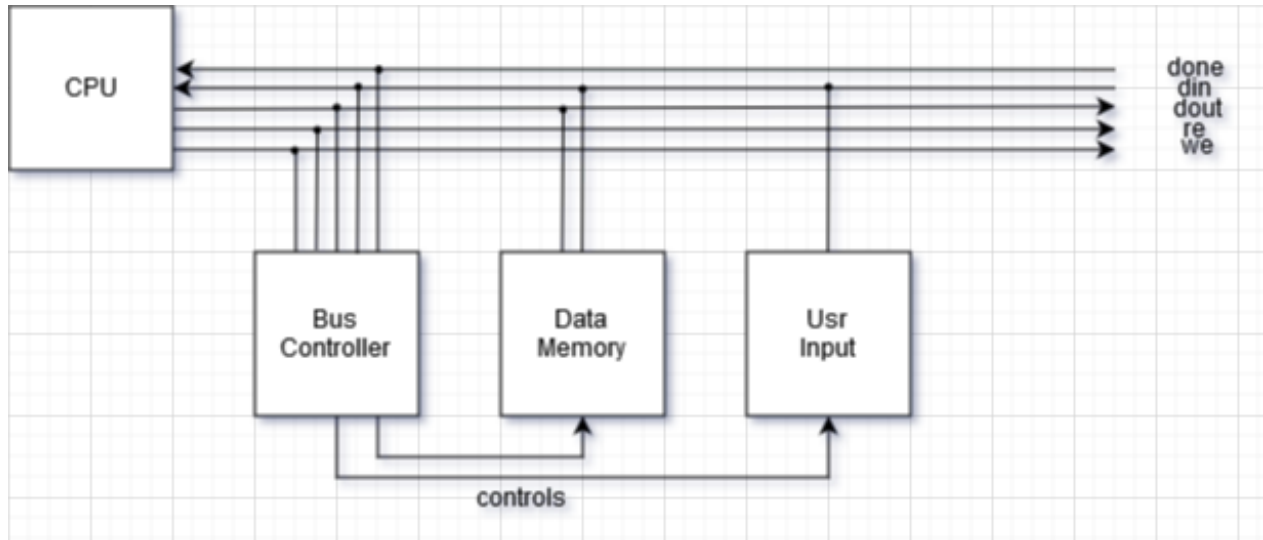 CPU
done
din
dout
re
we
Bus
Controller
Data
Memory
Usr
Input
controls